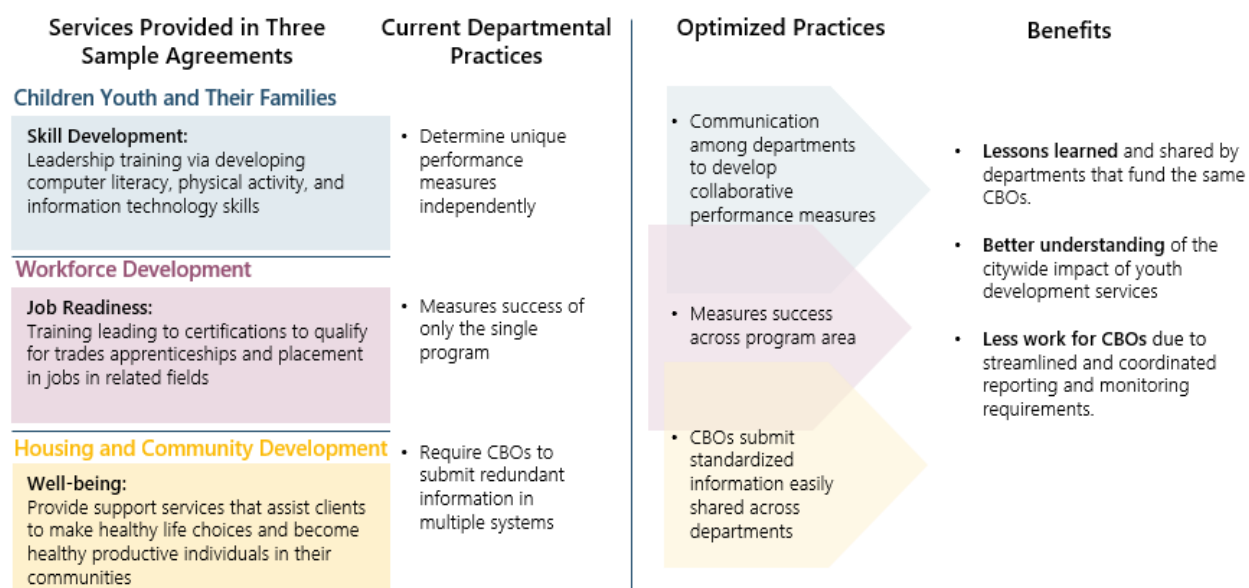 Services Provided in Three
Sample Agreements
Current Departmental
Practices
Optimized Practices
Benefits
Children Youth and Their Families
Skill Development:
Leadership training via developing
computer literacy, physical activity, and
information technology skills
• Determine unique
performance
measures
independently
• Communication
among departments
to develop
collaborative
performance measures
• Lessons learned and shared by
departments that fund the same
CBOs.
• Better understanding of the
citywide impact of youth
development services
• Less work for CBOs due to
streamlined and coordinated
reporting and monitoring
requirements.
Workforce Development
Job Readiness:
Training leading to certifications to qualify
for trades apprenticeships and placement
in jobs in related fields
• Measures success of
only the single
program
• Measures success
across program area
Housing and Community Development
Well-being:
Provide support services that assist clients
to make healthy life choices and become
healthy productive individuals in their
communities
• Require CBOs to
submit redundant
information in
multiple systems
• CBOs submit
standardized
information easily
shared across
departments